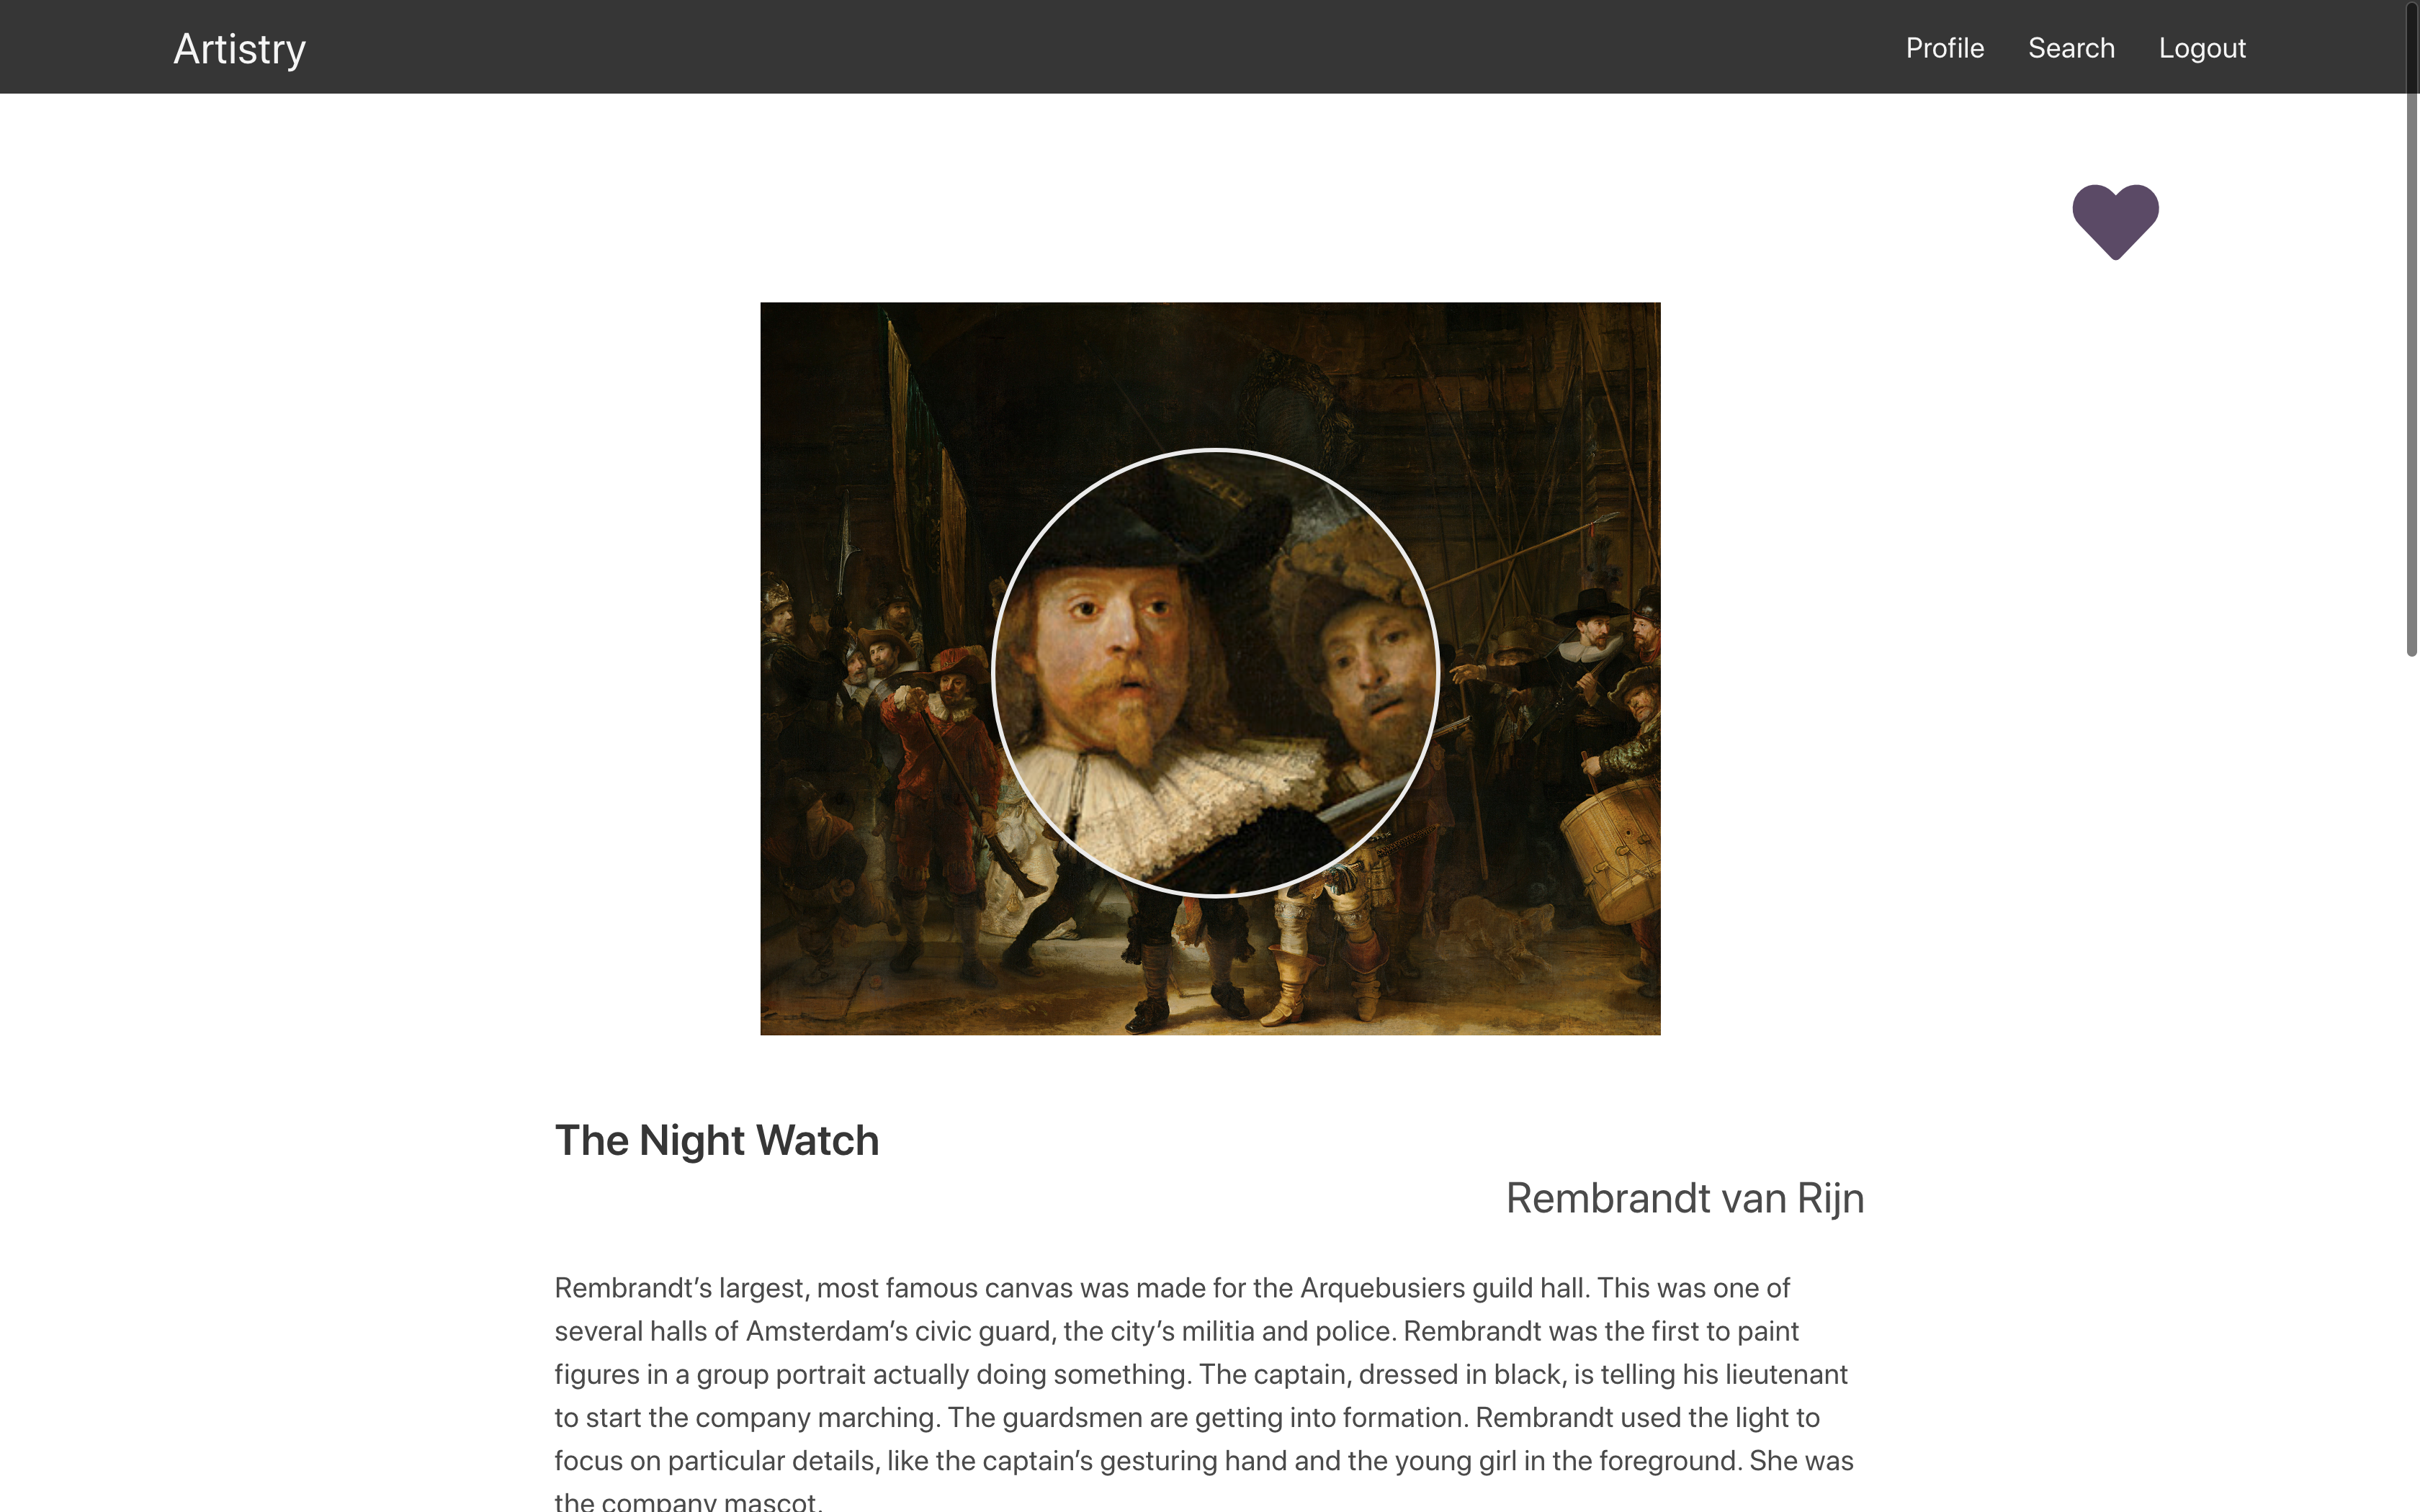 Artistry
Profile Search Logout
The Night Watch
Rembrandt van Rijn
Rembrandt’s largest, most famous canvas was made for the Arquebusiers guild hall. This was one of
several halls of Amsterdam’s civic guard, the city’s militia and police. Rembrandt was the first to paint
figures in a group portrait actually doing something. The captain, dressed in black, is telling his lieutenant
to start the company marching. The guardsmen are getting into formation. Rembrandt used the light to
focus on particular details, like the captain’s gesturing hand and the young girl in the foreground. She was
the company mascot.